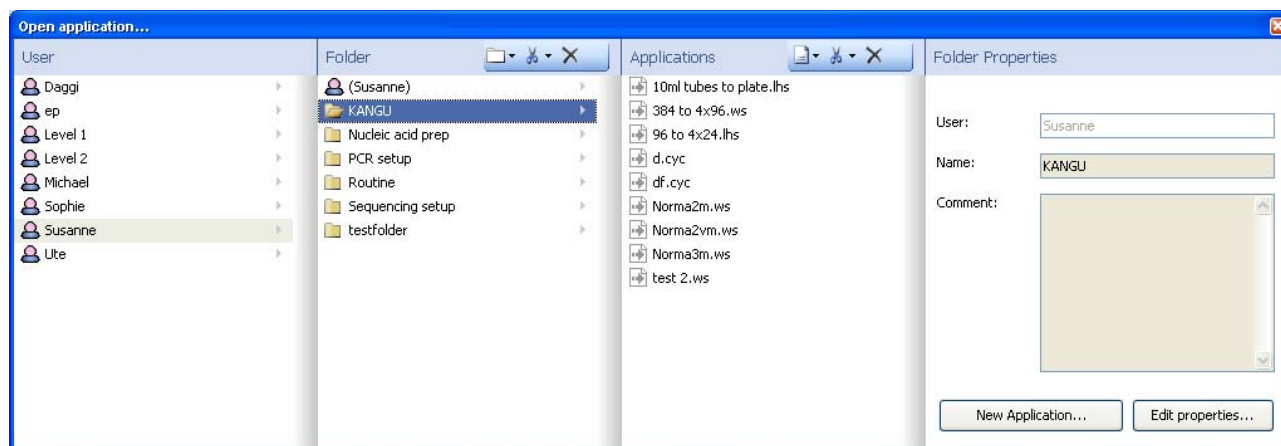 Open application...
User
Daggi
ep
Level 1
Level 2
Michael
Sophie
Susanne
Ute
Folder
(Susanne)
KANGU
Nucleic acid prep
PCR setup
Routine
Sequencing setup
testfolder
Applications
10ml tubes to plate.lhs
384 to 4x96.ws
96 to 4x24.lhs
d.cyc
df.cyc
Norma2m.ws
Norma2vm.ws
Norma3m.ws
test 2.ws
Folder Properties
User: Susanne
Name: KANGU
Comment:
New Application... Edit properties...